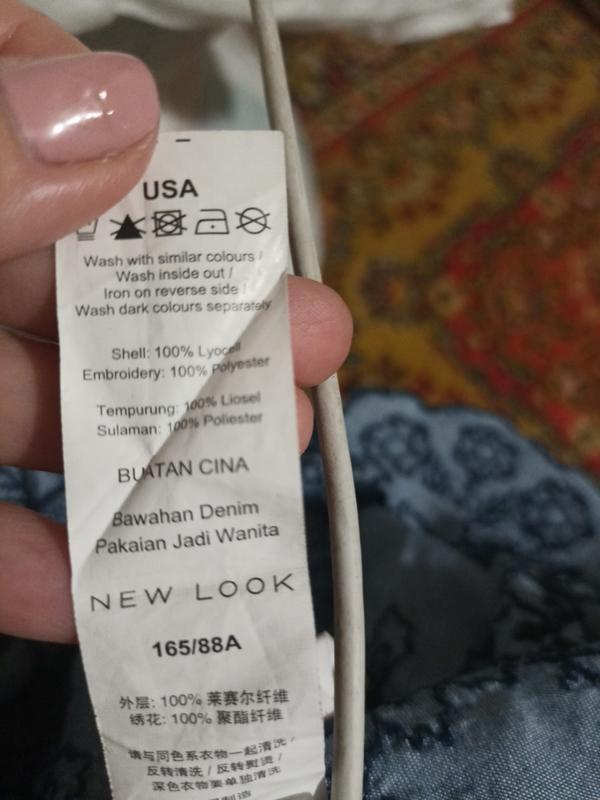 USA
Wash with similar colours /
Wash inside out /
Iron on reverse side /
Wash dark colours separately
Shell: 100% Lyocell
Embroidery: 100% Polyester
Tempurung: 100% Liosel
Sulaman: 100% Poliester
BUATAN CINA
Bawahan Denim
Pakaian Jadi Wanita
NEW LOOK
165/88A
外层: 100% 莱赛尔纤维
绣花: 100% 聚酯纤维
请与同色系衣物一起清洗 /
反转清洗 / 反转熨烫 /
深色衣物要单独清洗
制造